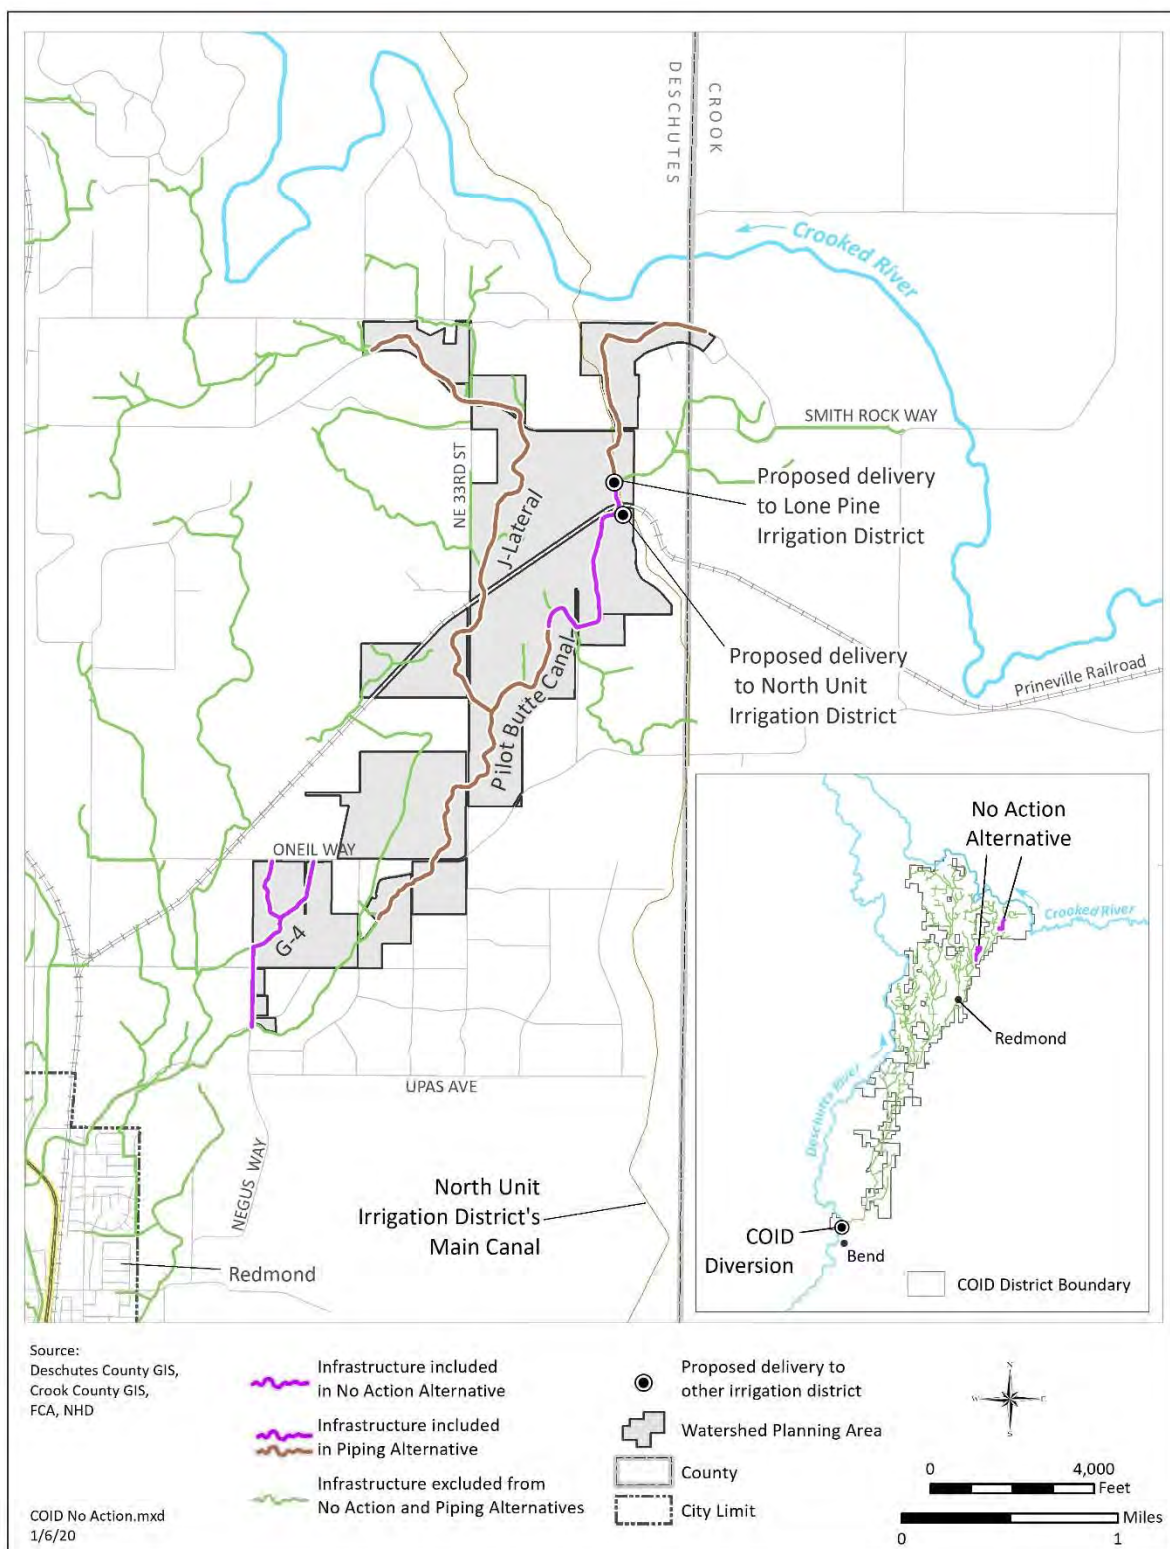 DESCHUTES
CROOK
Crooked River
SMITH ROCK WAY
NE 33RD ST
J-Lateral
Proposed delivery
to Lone Pine
Irrigation District
Pilot Butte Canal
Proposed delivery
to North Unit
Irrigation District
Prineville Railroad
ONEIL WAY
G-4
UPAS AVE
NEGUS WAY
North Unit
Irrigation District's
Main Canal
Redmond
No Action
Alternative
Crooked River
Redmond
Deschutes River
COID
Diversion
Bend
COID District Boundary
Source:
Deschutes County GIS,
Crook County GIS,
FCA, NHD
COID No Action.mxd
1/6/20
Infrastructure included
in No Action Alternative
Infrastructure included
in Piping Alternative
Infrastructure excluded from
No Action and Piping Alternatives
Proposed delivery to
other irrigation district
Watershed Planning Area
County
City Limit
N
W
E
S
0 4,000
Feet
Miles
0 1